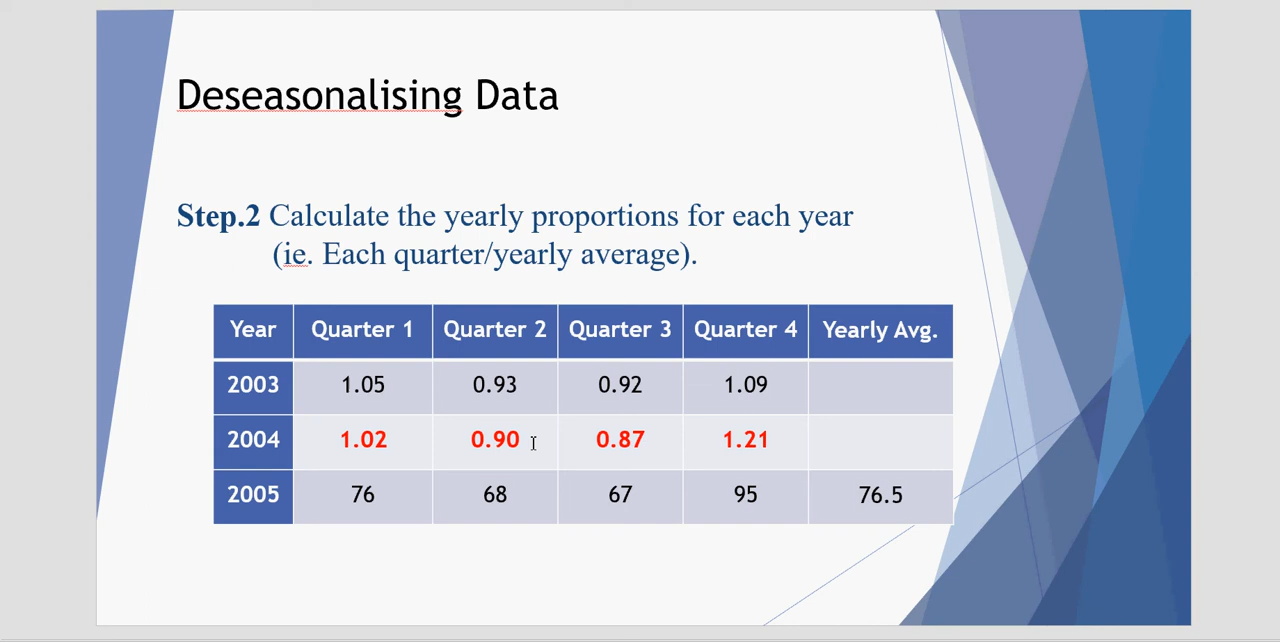 Deseasonalising Data
Step.2 Calculate the yearly proportions for each year
(ie. Each quarter/yearly average).
Year Quarter 1 Quarter 2 Quarter 3 Quarter 4 Yearly Avg.
2003 1.05 0.93 0.92 1.09
2004 1.02 0.90 0.87 1.21
2005 76 68 67 95 76.5